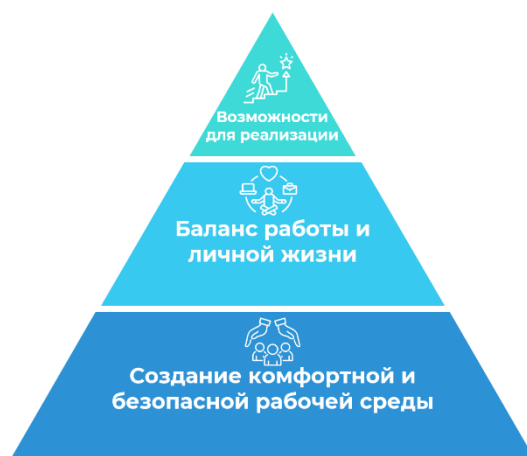 Возможности
для реализации
Баланс работы и
личной жизни
Создание комфортной и
безопасной рабочей среды